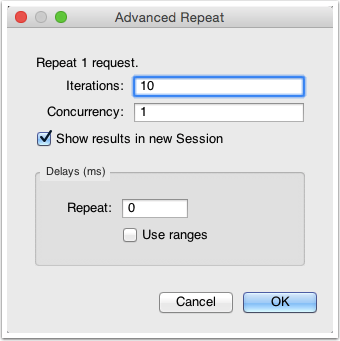 Advanced Repeat
Repeat 1 request.
Iterations: 10
Concurrency: 1
Show results in new Session
Delays (ms)
Repeat: 0
Use ranges
Cancel OK